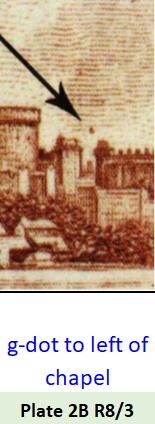 g-dot to left of
chapel
Plate 2B R8/3